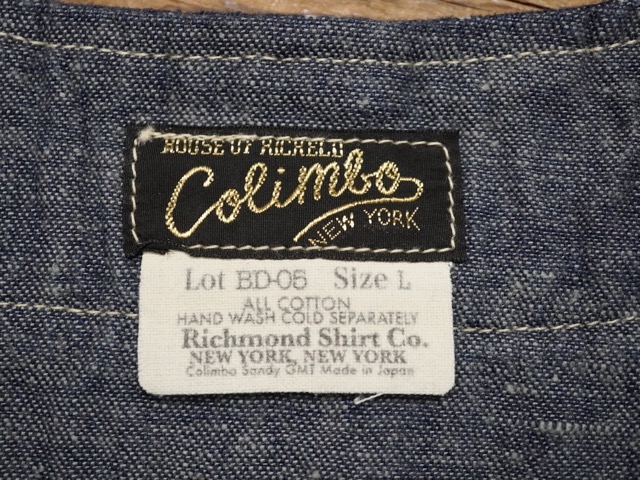 HOUSE OF RICHELD
Colimbo
NEW YORK
Lot BD-05 Size L
ALL COTTON
HAND WASH COLD SEPARATELY
Richmond Shirt Co.
NEW YORK, NEW YORK
Colimbo Sandy GMT Made in Japan